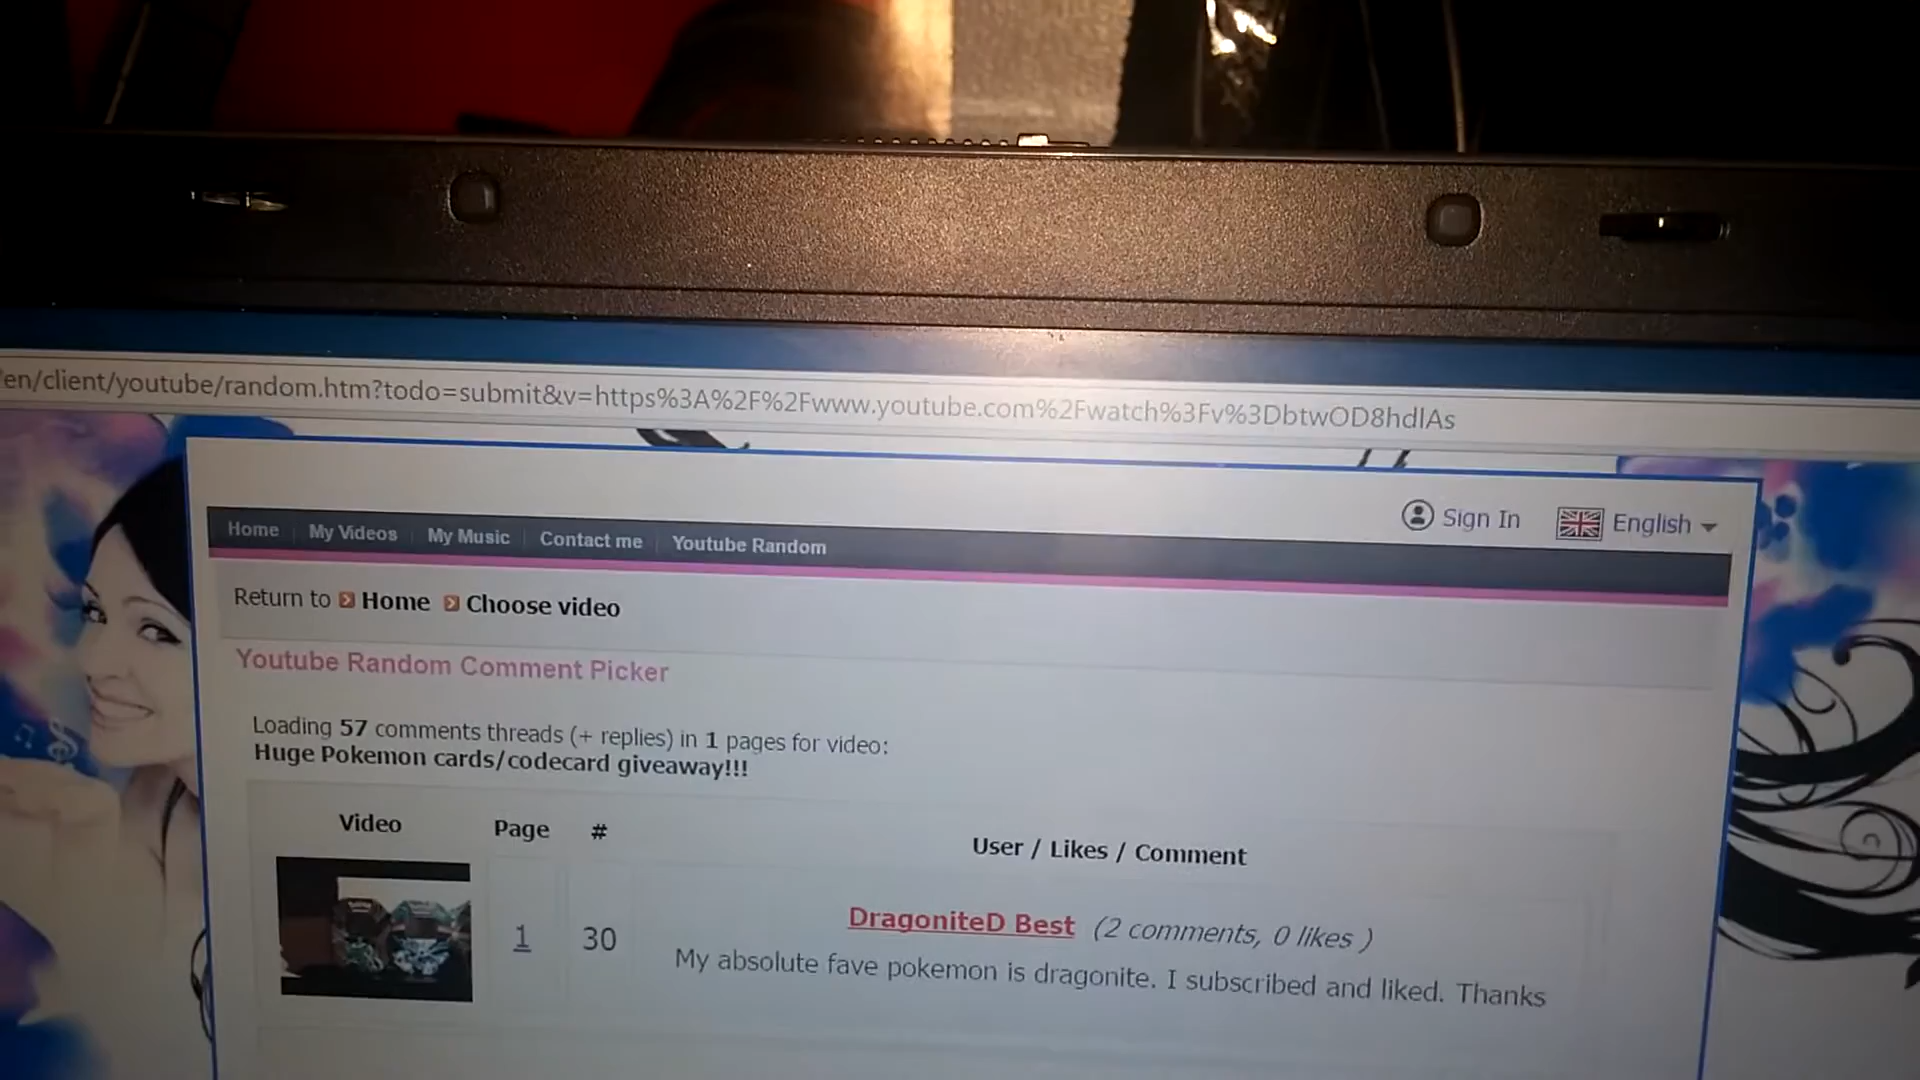 en/client/youtube/random.htm?todo=submit&v=https%3A%2F%2Fwww.youtube.com%2Fwatch%3Fv%3DbtwOD8hdlAs
Sign In English
Home My Videos My Music Contact me Youtube Random
Return to Home Choose video
Youtube Random Comment Picker
Loading 57 comments threads (+ replies) in 1 pages for video:
Huge Pokemon cards/codecard giveaway!!!
Video Page # User / Likes / Comment
1 30 DragoniteD Best (2 comments, 0 likes )
My absolute fave pokemon is dragonite. I subscribed and liked. Thanks